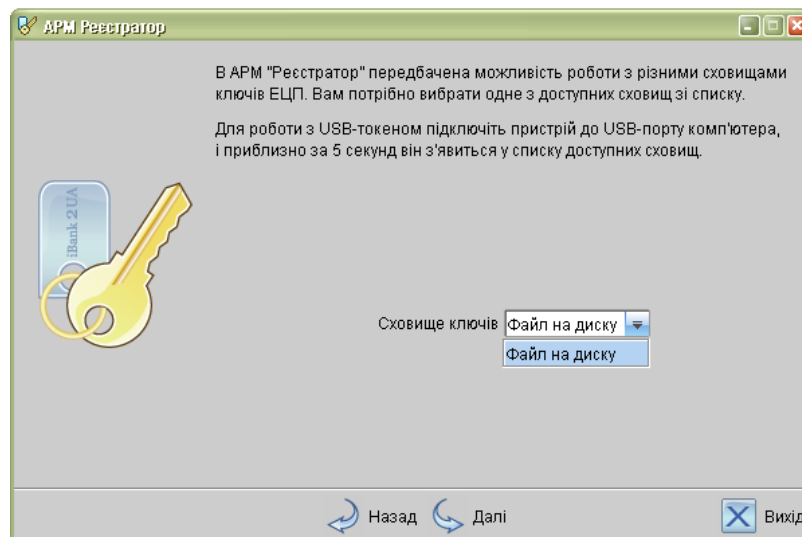 АРМ Реєстратор
В АРМ "Реєстратор" передбачена можливість роботи з різними сховищами
ключів ЕЦП. Вам потрібно вибрати одне з доступних сховищ зі списку.
Для роботи з USB-токеном підключіть пристрій до USB-порту комп'ютера,
і приблизно за 5 секунд він з'явиться у списку доступних сховищ.
iBank 2 UA
Сховище ключів Файл на диску
Файл на диску
Назад Далі Вихід